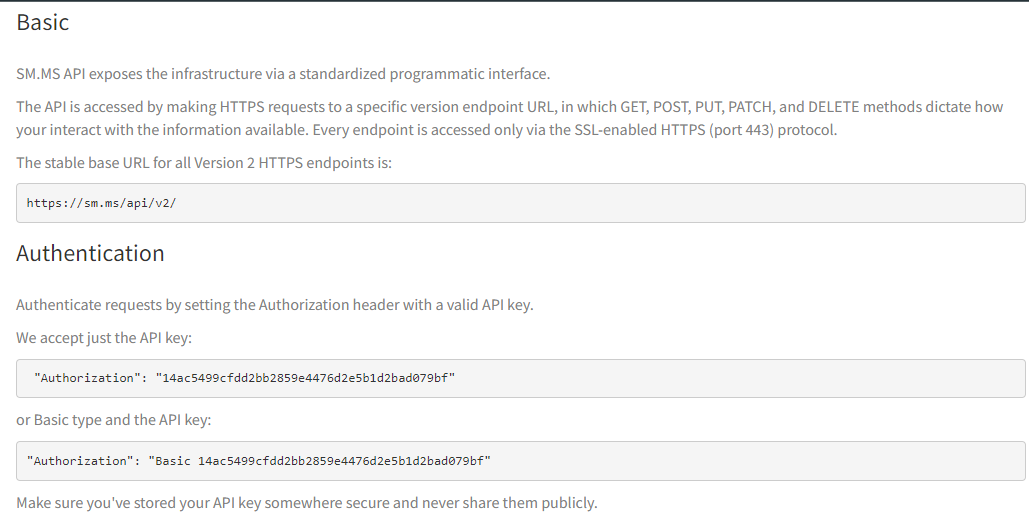 Basic
SM.MS API exposes the infrastructure via a standardized programmatic interface.
The API is accessed by making HTTPS requests to a specific version endpoint URL, in which GET, POST, PUT, PATCH, and DELETE methods dictate how
your interact with the information available. Every endpoint is accessed only via the SSL-enabled HTTPS (port 443) protocol.
The stable base URL for all Version 2 HTTPS endpoints is:
https://sm.ms/api/v2/
Authentication
Authenticate requests by setting the Authorization header with a valid API key.
We accept just the API key:
"Authorization": "14ac5499cfdd2bb2859e4476d2e5b1d2bad079bf"
or Basic type and the API key:
"Authorization": "Basic 14ac5499cfdd2bb2859e4476d2e5b1d2bad079bf"
Make sure you've stored your API key somewhere secure and never share them publicly.